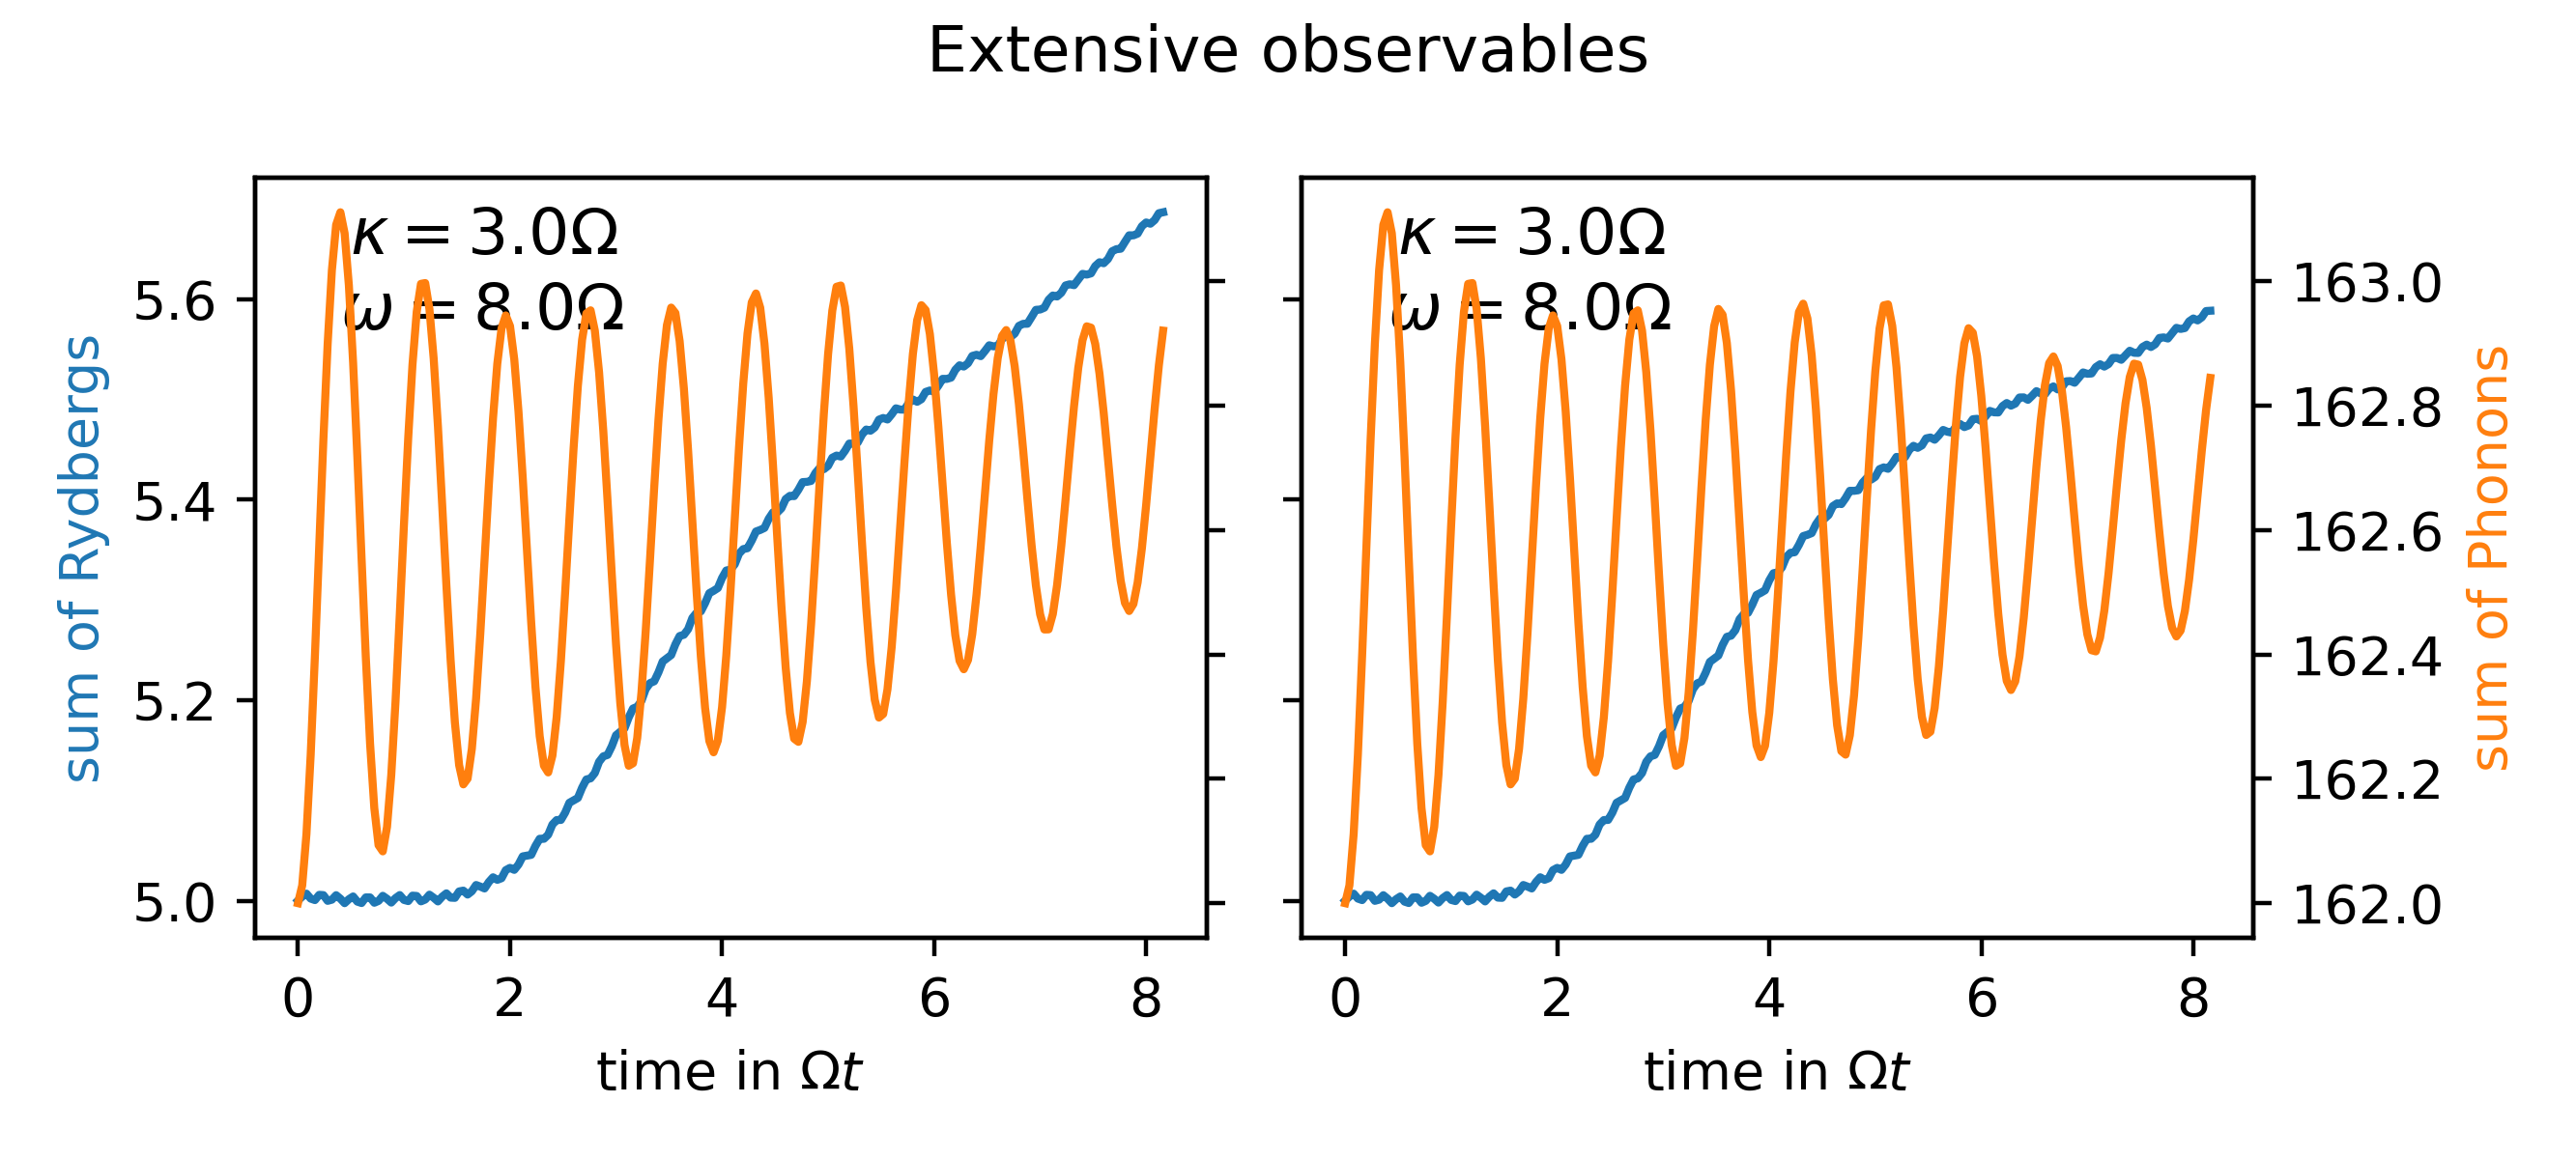 Extensive observables
κ = 3.0Ω
ω = 8.0Ω
κ = 3.0Ω
ω = 8.0Ω
sum of Rydbergs
5.6
5.4
5.2
5.0
163.0
162.8
162.6
162.4
162.2
162.0
sum of Phonons
0 2 4 6 8
0 2 4 6 8
time in Ωt
time in Ωt